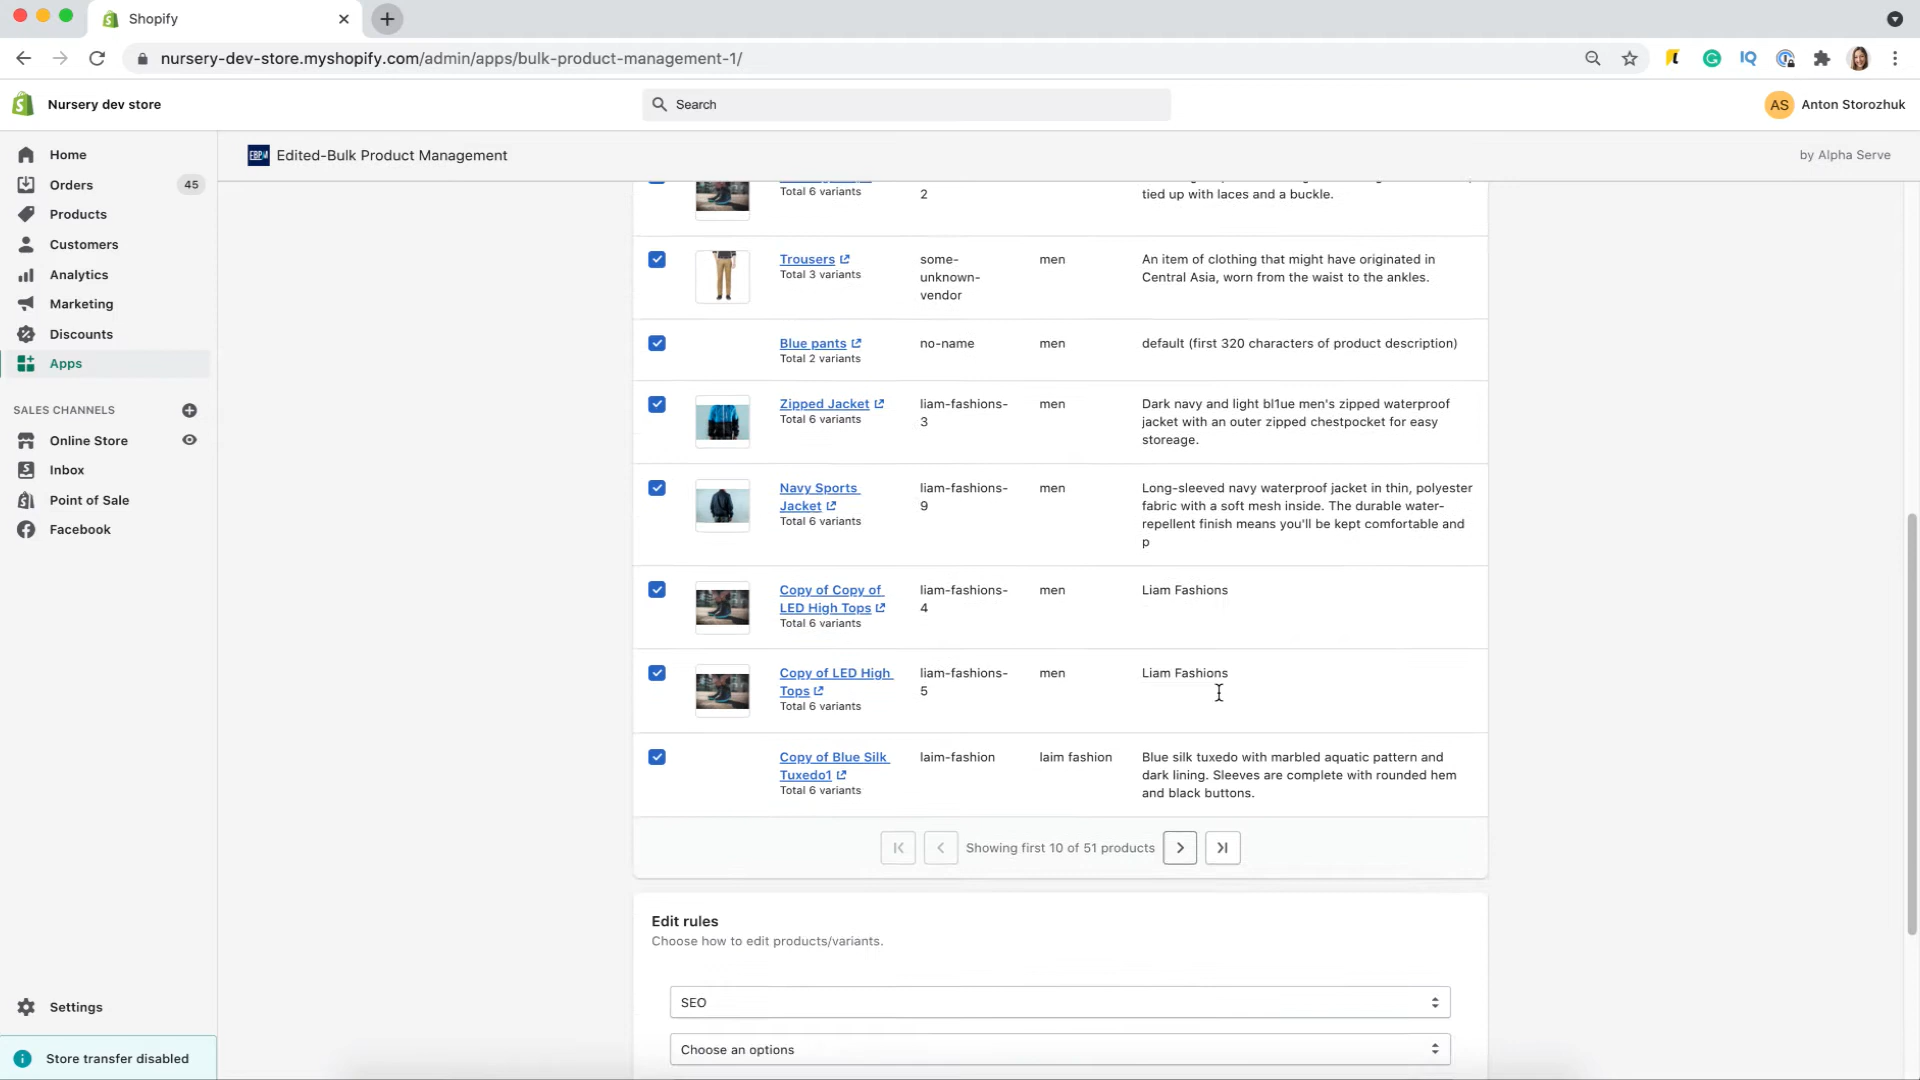 Shopify
nursery-dev-store.myshopify.com/admin/apps/bulk-product-management-1/
Nursery dev store
Search
AS
Anton Storozhuk
Home
Orders
45
Products
Customers
Analytics
Marketing
Discounts
Apps
SALES CHANNELS
Online Store
Inbox
Point of Sale
Facebook
Settings
Store transfer disabled
EBPM
Edited-Bulk Product Management
by Alpha Serve
Total 6 variants
2
tied up with laces and a buckle.
Trousers
Total 3 variants
some-
unknown-
vendor
men
An item of clothing that might have originated in
Central Asia, worn from the waist to the ankles.
Blue pants
Total 2 variants
no-name
men
default (first 320 characters of product description)
Zipped Jacket
Total 6 variants
liam-fashions-
3
men
Dark navy and light bl1ue men's zipped waterproof
jacket with an outer zipped chestpocket for easy
storeage.
Navy Sports
Jacket
Total 6 variants
liam-fashions-
9
men
Long-sleeved navy waterproof jacket in thin, polyester
fabric with a soft mesh inside. The durable water-
repellent finish means you'll be kept comfortable and
p
Copy of Copy of
LED High Tops
Total 6 variants
liam-fashions-
4
men
Liam Fashions
Copy of LED High
Tops
Total 6 variants
liam-fashions-
5
men
Liam Fashions
Copy of Blue Silk
Tuxedo1
Total 6 variants
laim-fashion
laim fashion
Blue silk tuxedo with marbled aquatic pattern and
dark lining. Sleeves are complete with rounded hem
and black buttons.
Showing first 10 of 51 products
Edit rules
Choose how to edit products/variants.
SEO
Choose an options